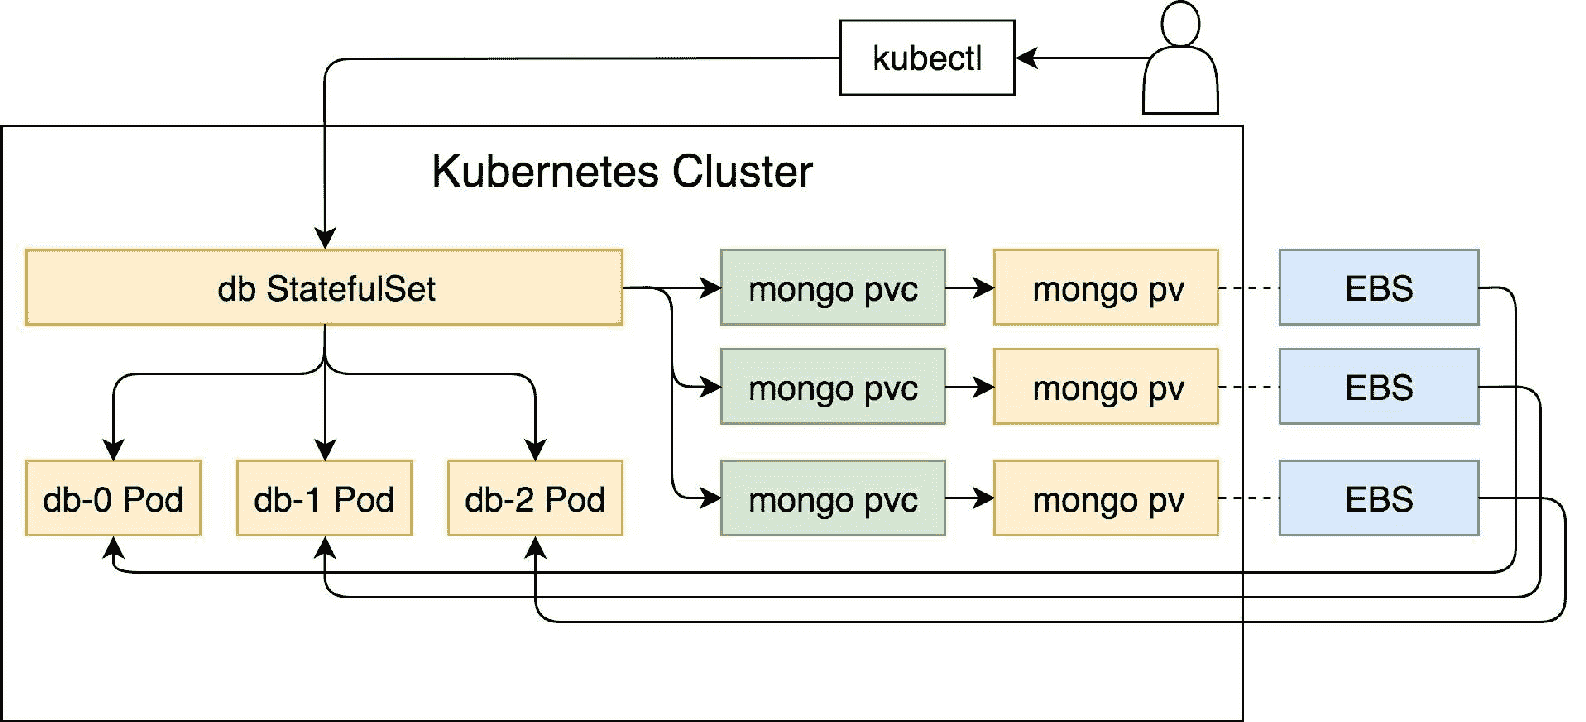 kubectl
Kubernetes Cluster
db StatefulSet
mongo pvc
mongo pv
EBS
mongo pvc
mongo pv
EBS
db-0 Pod
db-1 Pod
db-2 Pod
mongo pvc
mongo pv
EBS